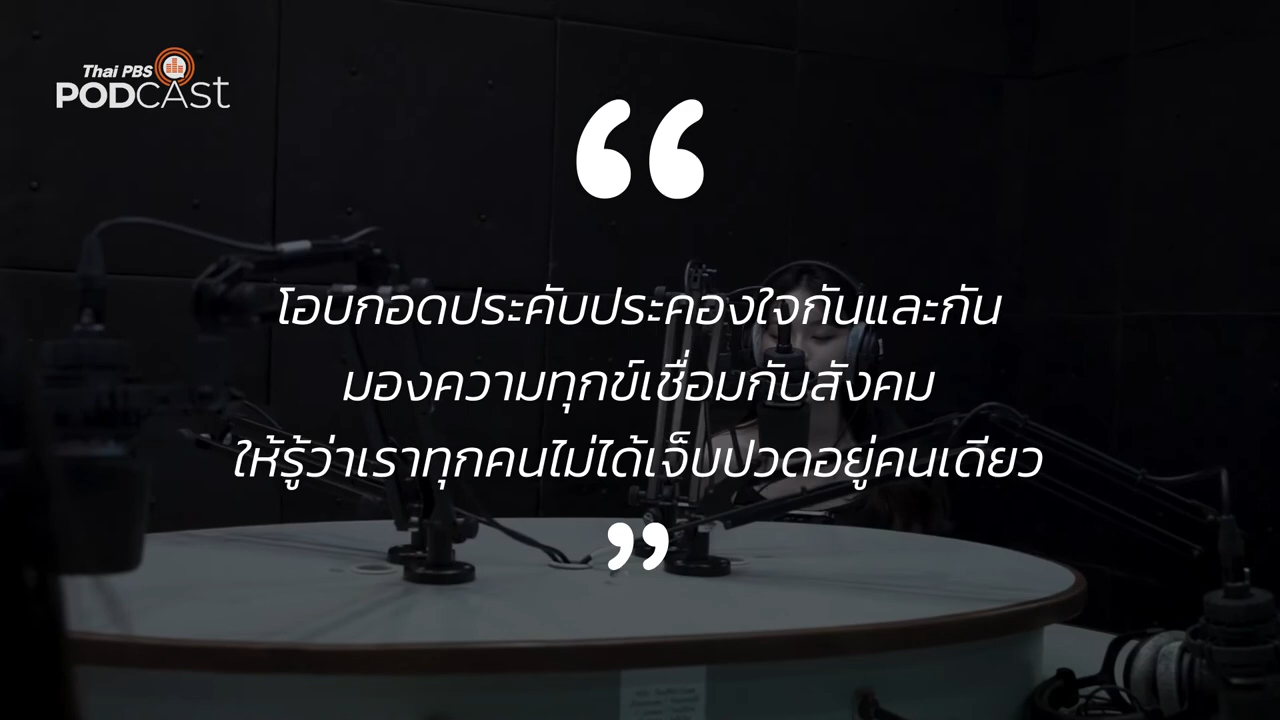 Thai PBS
PODCAST
“
โอบกอดประคับประคองใจกันและกัน
มองความทุกข์เชื่อมกับสังคม
ให้รู้ว่าเราทุกคนไม่ได้เจ็บปวดอยู่คนเดียว
”